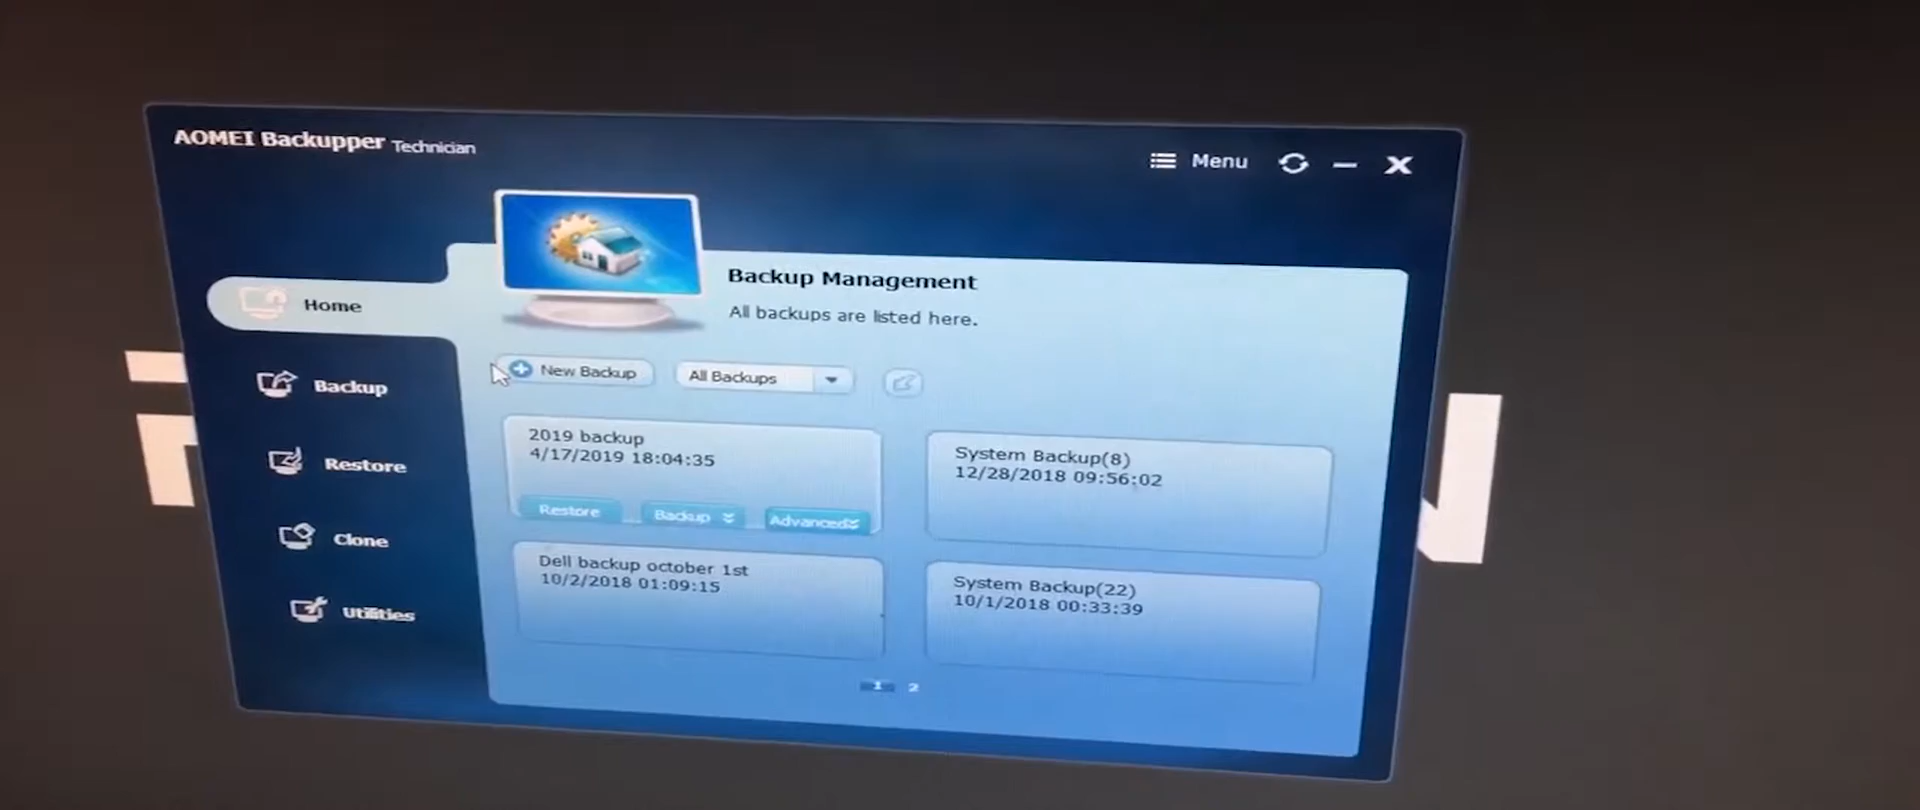 AOMEI Backupper Technician
Menu
Backup Management
All backups are listed here.
Home
Backup
Restore
Clone
Utilities
New Backup
All Backups
2019 backup
4/17/2019 18:04:35
Restore
Backup
Advanced
System Backup(8)
12/28/2018 09:56:02
Dell backup october 1st
10/2/2018 01:09:15
System Backup(22)
10/1/2018 00:33:39
1 2